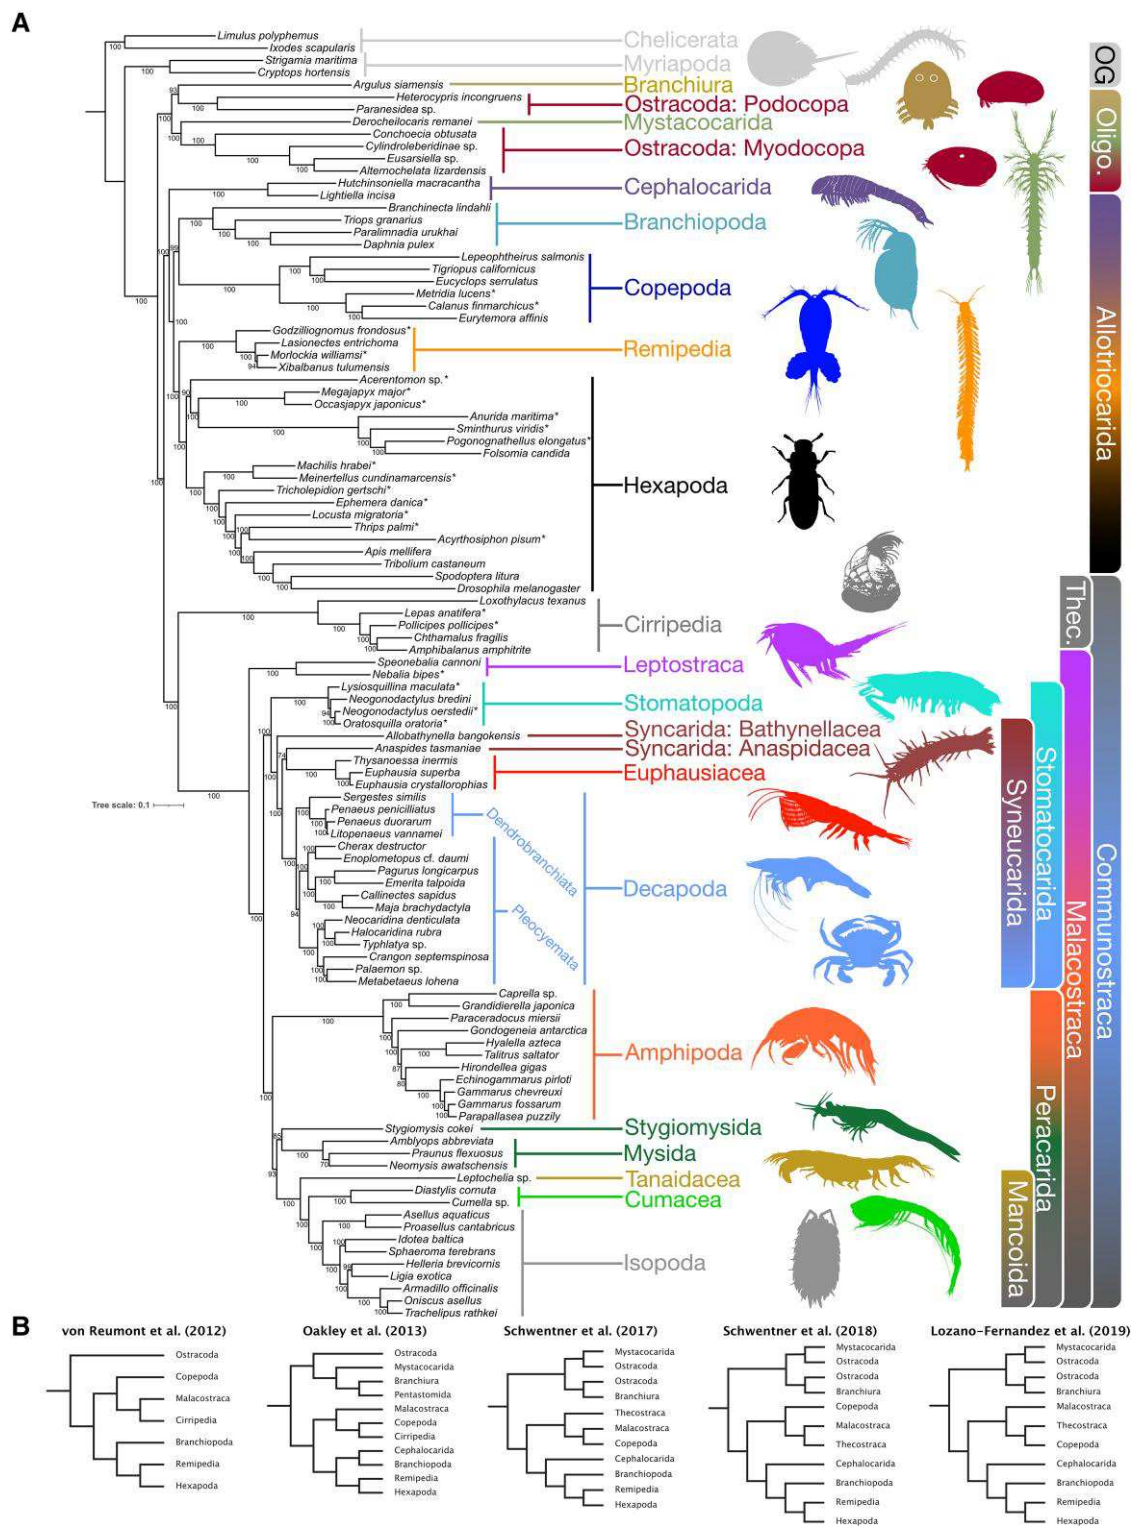 A
Limulus polyphemus
Ixodes scapularis
Chelicerata
Strigamia maritima
Cryptops hortensis
Myriapoda
Argulus siamensis
Branchiura
Heterocypris incongruens
Paranesidea sp.
Ostracoda: Podocopa
Derocheilocaris remanei
Mystacocarida
Conchoecia obtusata
Cylindroleberidinae sp.
Eusarsiella sp.
Alternochelata lizardensis
Ostracoda: Myodocopa
Hutchinsoniella macracantha
Lightiella incisa
Cephalocarida
Branchinecta lindahli
Triops granarius
Paralimnadia urukhai
Daphnia pulex
Branchiopoda
Lepeophtheirus salmonis
Tigriopus californicus
Eucyclops serrulatus
Metridia lucens*
Calanus finmarchicus*
Eurytemora affinis
Copepoda
Godzilliognomus frondosus*
Lasionectes entrichoma
Morlockia williamsi*
Xibalbanus tulumensis
Remipedia
Acerentomon sp.*
Megajapyx major*
Occasjapyx japonicus*
Anurida maritima*
Sminthurus viridis*
Pogonognathellus elongatus*
Folsomia candida
Machilis hrabei*
Meinertellus cundinamarcensis*
Tricholepidion gertschi*
Ephemera danica*
Locusta migratoria*
Thrips palmi*
Acyrthosiphon pisum*
Apis mellifera
Tribolium castaneum
Spodoptera litura
Drosophila melanogaster
Hexapoda
Loxothylacus texanus
Lepas anatifera*
Pollicipes pollicipes*
Chthamalus fragilis
Amphibalanus amphitrite
Cirripedia
Speonebalia cannoni
Nebalia bipes*
Leptostraca
Lysiosquillina maculata*
Neogonodactylus bredini
Neogonodactylus oerstedii*
Oratosquilla oratoria*
Stomatopoda
Allobathynella bangokensis
Syncarida: Bathynellacea
Anaspides tasmaniae
Syncarida: Anaspidacea
Thysanoessa inermis
Euphausia superba
Euphausia crystallorophias
Euphausiacea
Tree scale: 0.1
Sergestes similis
Penaeus penicilliatus
Penaeus duorarum
Litopenaeus vannamei
Dendrobranchiata
Cherax destructor
Enoplometopus cf. daumi
Pagurus longicarpus
Emerita talpoida
Callinectes sapidus
Maja brachydactyla
Neocaridina denticulata
Halocaridina rubra
Typhlatya sp.
Crangon septemspinosa
Palaemon sp.
Metabetaeus lohena
Pleocyemata
Decapoda
Caprella sp.
Grandidierella japonica
Paraceradocus miersii
Gondogeneia antarctica
Hyalella azteca
Talitrus saltator
Hirondellea gigas
Echinogammarus pirloti
Gammarus chevreuxi
Gammarus fossarum
Parapallasea puzzily
Amphipoda
Stygiomysis cokei
Stygiomysida
Amblyops abbreviata
Praunus flexuosus
Neomysis awatschensis
Mysida
Leptochelia sp.
Tanaidacea
Diastylis cornuta
Cumella sp.
Cumacea
Asellus aquaticus
Proasellus cantabricus
Idotea baltica
Sphaeroma terebrans
Helleria brevicornis
Ligia exotica
Armadillo officinalis
Oniscus asellus
Trachelipus rathkei
Isopoda
OG
Oligo.
Allotriocarida
Thec.
Communostraca
Malacostraca
Stomatocarida
Syneucarida
Peracarida
Mancoida
B
von Reumont et al. (2012)
Ostracoda
Copepoda
Malacostraca
Cirripedia
Branchiopoda
Remipedia
Hexapoda
Oakley et al. (2013)
Ostracoda
Mystacocarida
Branchiura
Pentastomida
Malacostraca
Copepoda
Cirripedia
Cephalocarida
Branchiopoda
Remipedia
Hexapoda
Schwentner et al. (2017)
Mystacocarida
Ostracoda
Ostracoda
Branchiura
Thecostraca
Malacostraca
Copepoda
Cephalocarida
Branchiopoda
Remipedia
Hexapoda
Schwentner et al. (2018)
Mystacocarida
Ostracoda
Ostracoda
Branchiura
Copepoda
Malacostraca
Thecostraca
Cephalocarida
Branchiopoda
Remipedia
Hexapoda
Lozano-Fernandez et al. (2019)
Mystacocarida
Ostracoda
Ostracoda
Branchiura
Malacostraca
Thecostraca
Copepoda
Cephalocarida
Branchiopoda
Remipedia
Hexapoda